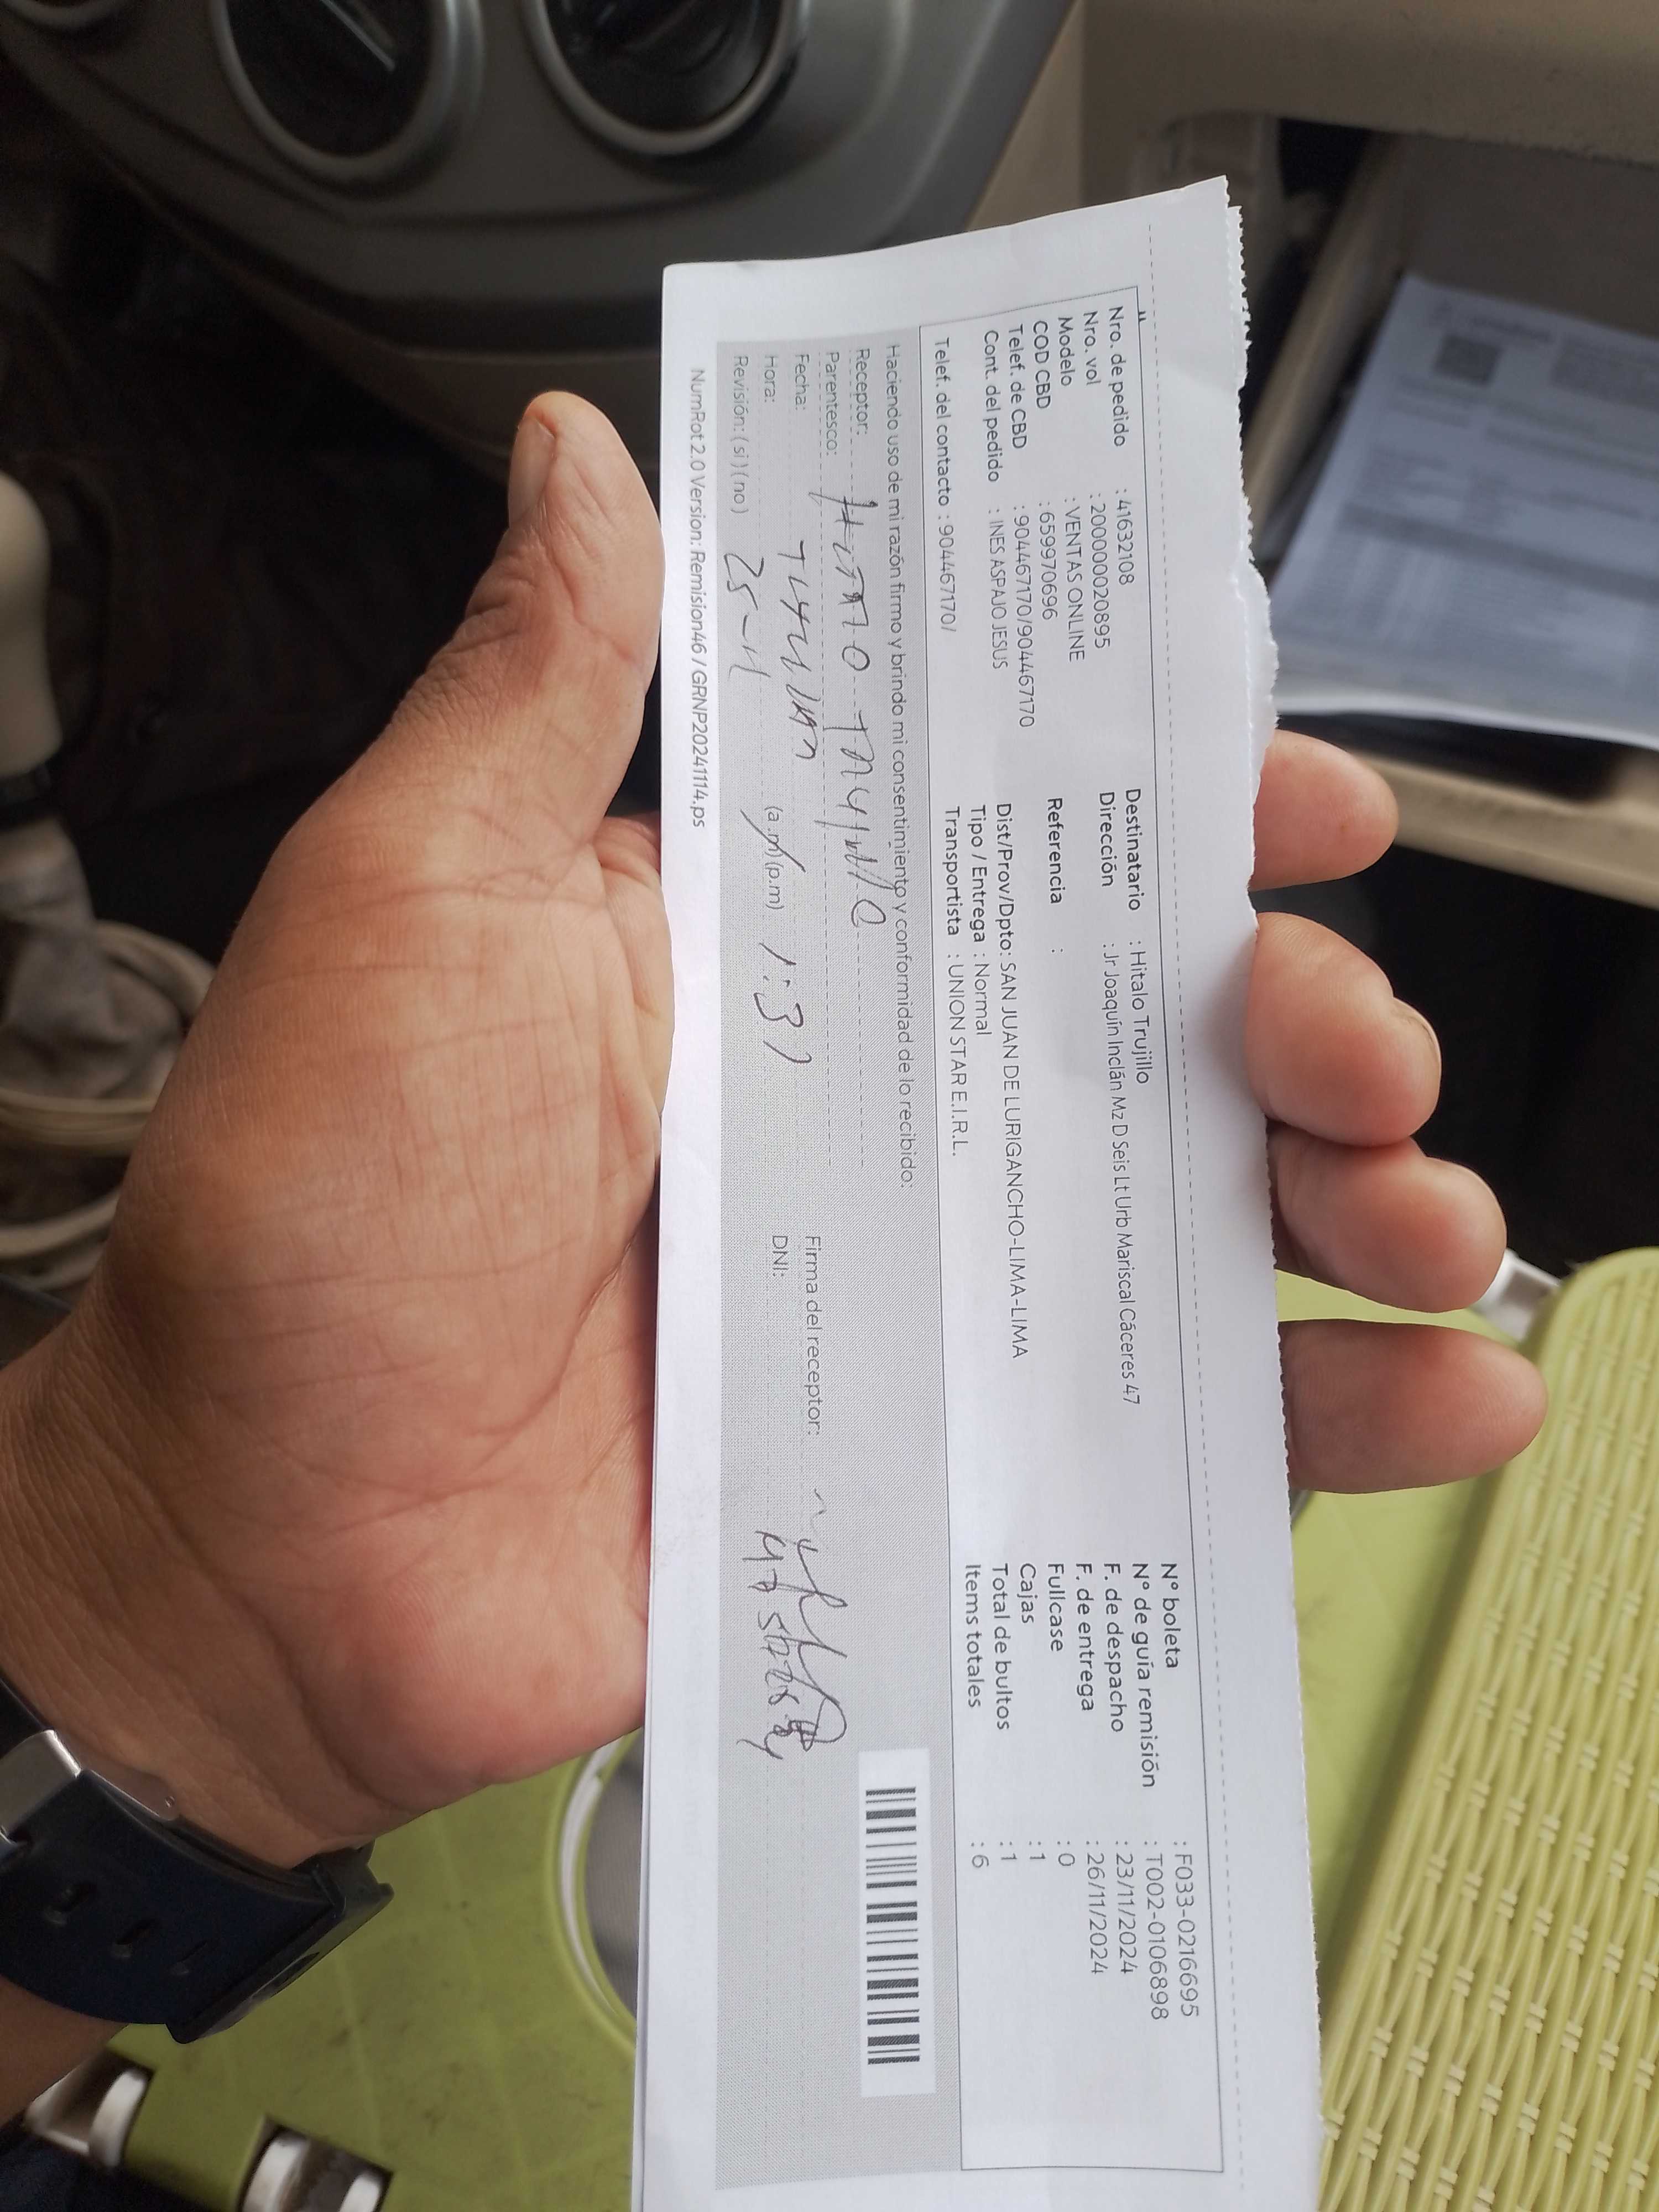 Nro. de pedido : 41632108
Nro. vol : 200000020895
Modelo : VENTAS ONLINE
COD CBD : 659970696
Telef. de CBD : 904467170/904467170
Cont. del pedido : INES ASPAJO JESUS
Telef. del contacto : 904467170/
Destinatario : Hitalo Trujillo
Dirección : Jr Joaquín Inclán Mz D Seis Lt Urb Mariscal Cáceres 47
Referencia :
Dist/Prov/Dpto: SAN JUAN DE LURIGANCHO-LIMA-LIMA
Tipo / Entrega : Normal
Transportista : UNION STAR E.I.R.L.
N° boleta : F033-0216695
N° de guía remisión : T002-0106898
F. de despacho : 23/11/2024
F. de entrega : 26/11/2024
Fullcase : 0
Cajas : 1
Total de bultos : 1
Items totales : 6
Haciendo uso de mi razón firmo y brindo mi consentimiento y conformidad de lo recibido:
Receptor:
Parentesco:
Fecha:
Hora: (a.m)(p.m) 1:37
Revisión: (si)(no) 25-11
Firma del receptor:
DNI:
NumRot 2.0 Version: Remision46 / GRNP20241114.ps